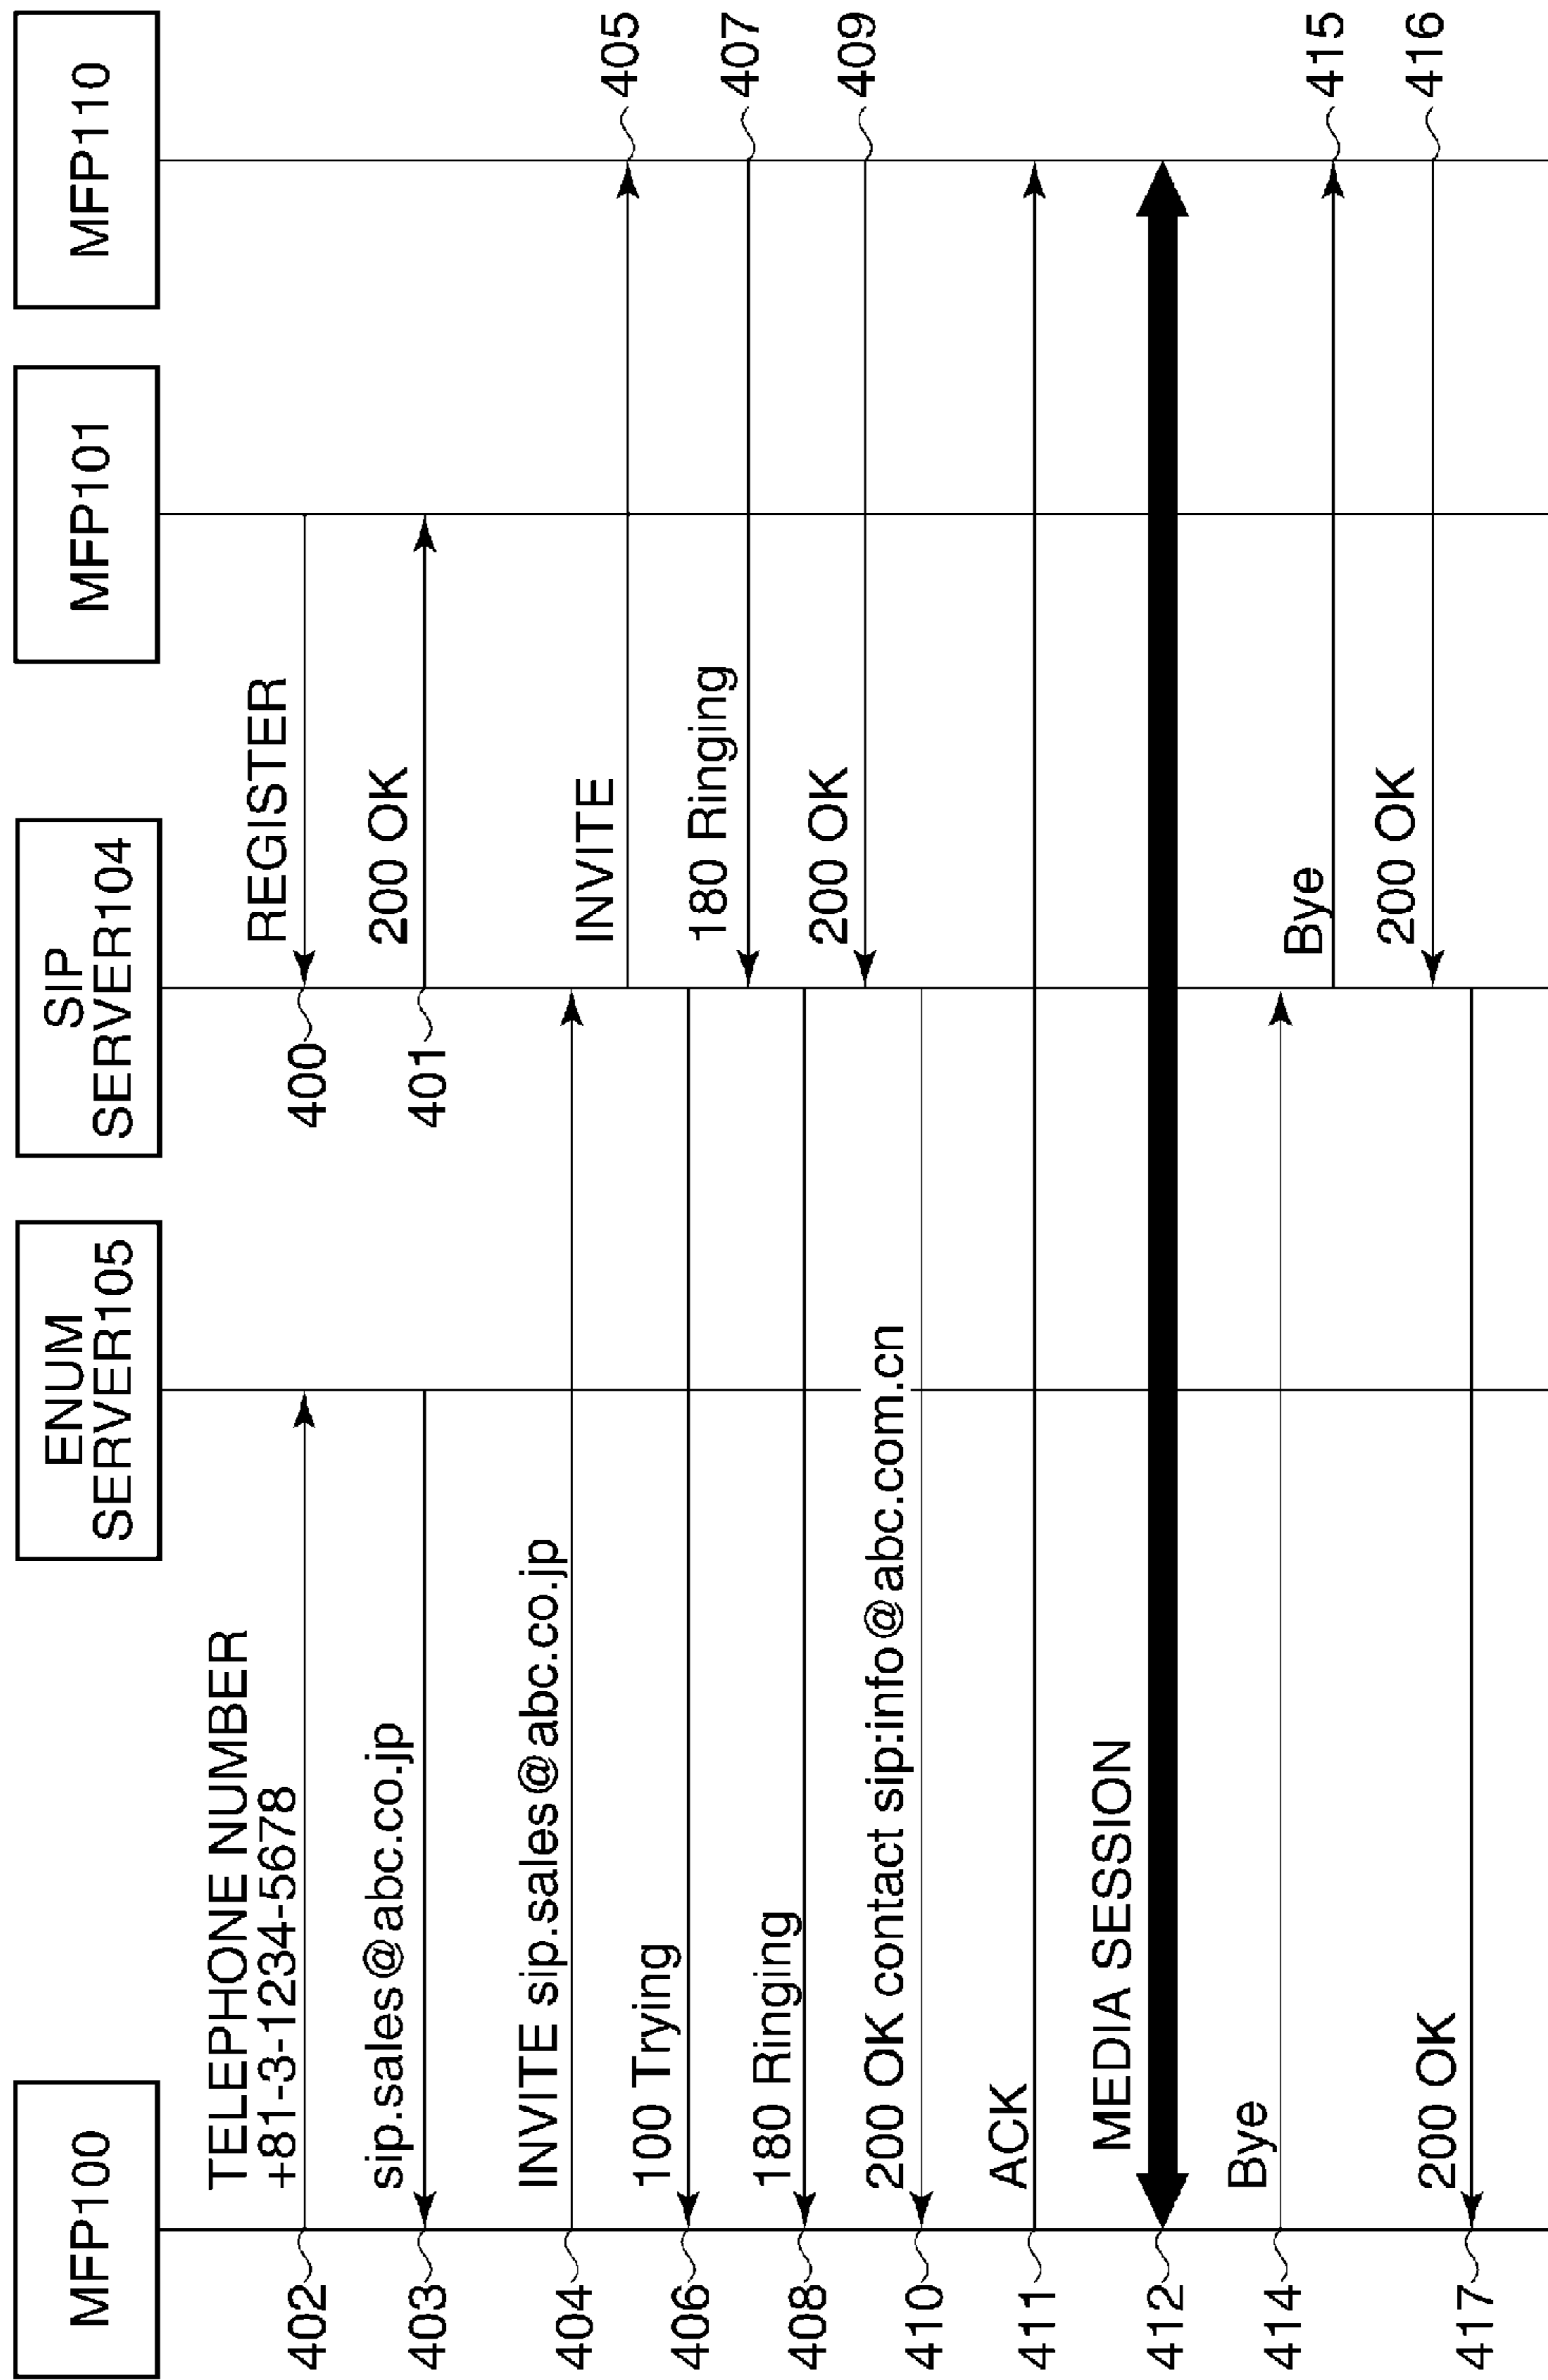 MFP100
ENUM
SERVER105
SIP
SERVER104
MFP101
MFP110
TELEPHONE NUMBER
+81-3-1234-5678
402
REGISTER
400
sip.sales@abc.co.jp
403
200 OK
401
INVITE sip.sales@abc.co.jp
404
INVITE
405
100 Trying
406
180 Ringing
407
180 Ringing
408
200 OK
409
200 OK contact sip:info@abc.com.cn
410
ACK
411
MEDIA SESSION
412
Bye
414
Bye
415
200 OK
416
200 OK
417